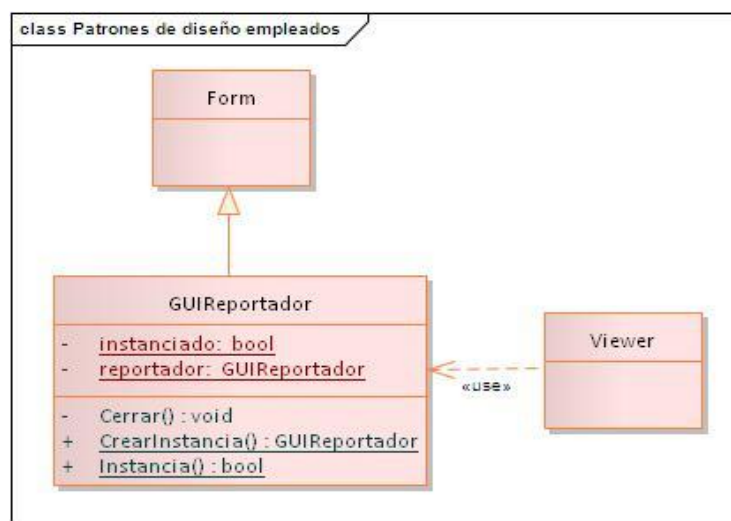 class Patrones de diseño empleados
Form
GUIReportador
- instanciado: bool
- reportador: GUIReportador
- Cerrar() : void
+ CrearInstancia() : GUIReportador
+ Instancia() : bool
Viewer
«use»